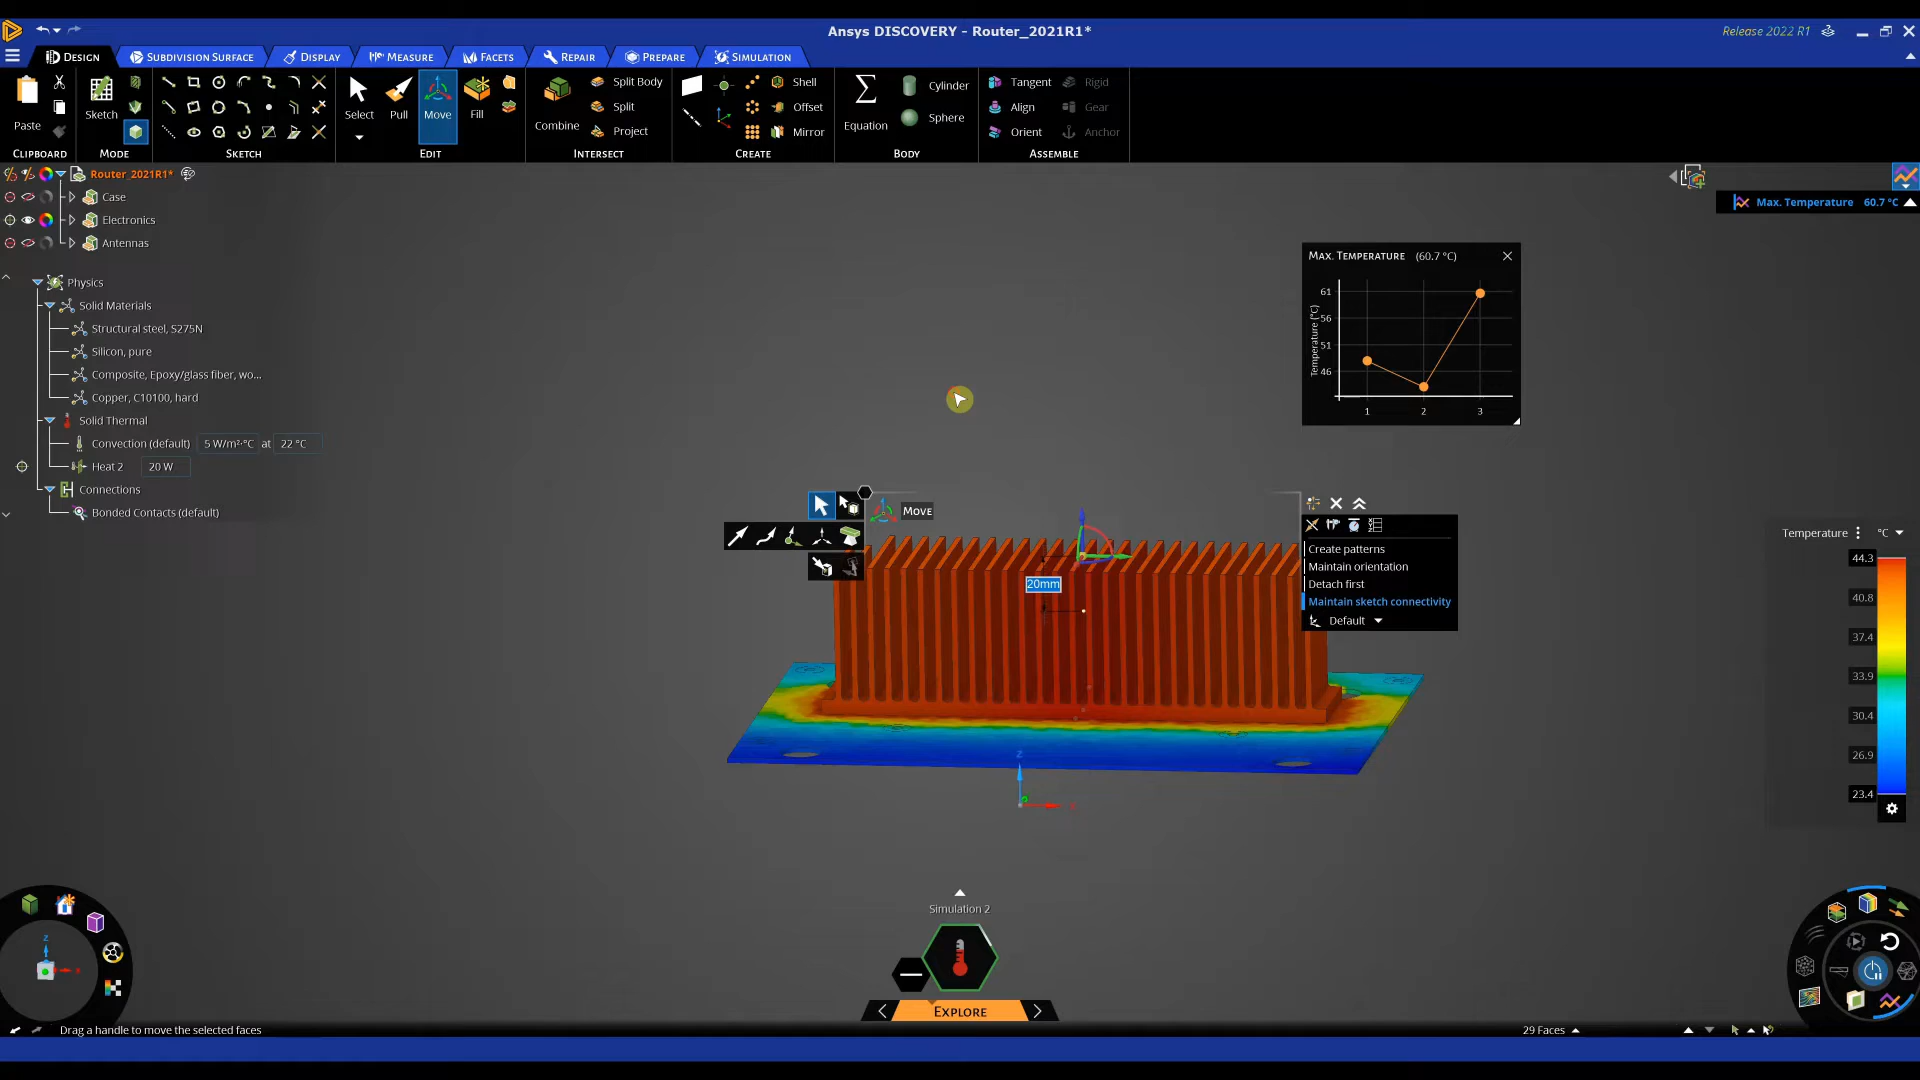 Ansys DISCOVERY - Router_2021R1*
Release 2022 R1
DESIGN
SUBDIVISION SURFACE
DISPLAY
MEASURE
FACETS
REPAIR
PREPARE
SIMULATION
Paste
Sketch
Select
Pull
Move
Fill
Combine
Split Body
Split
Project
Shell
Offset
Mirror
Equation
Cylinder
Sphere
Tangent
Align
Orient
Rigid
Gear
Anchor
CLIPBOARD
MODE
SKETCH
EDIT
INTERSECT
CREATE
BODY
ASSEMBLE
Router_2021R1*
Case
Electronics
Antennas
Physics
Solid Materials
Structural steel, S275N
Silicon, pure
Composite, Epoxy/glass fiber, wo...
Copper, C10100, hard
Solid Thermal
Convection (default) 5 W/m²·°C at 22 °C
Heat 2 20 W
Connections
Bonded Contacts (default)
Max. Temperature 60.7 °C
MAX. TEMPERATURE (60.7 °C)
Temperature (°C)
61
56
51
46
1 2 3
MOVE
20mm
Create patterns
Maintain orientation
Detach first
Maintain sketch connectivity
Default
Temperature °C
44.3
40.8
37.4
33.9
30.4
26.9
23.4
Z
X
Simulation 2
EXPLORE
Z
X
Drag a handle to move the selected faces
29 Faces